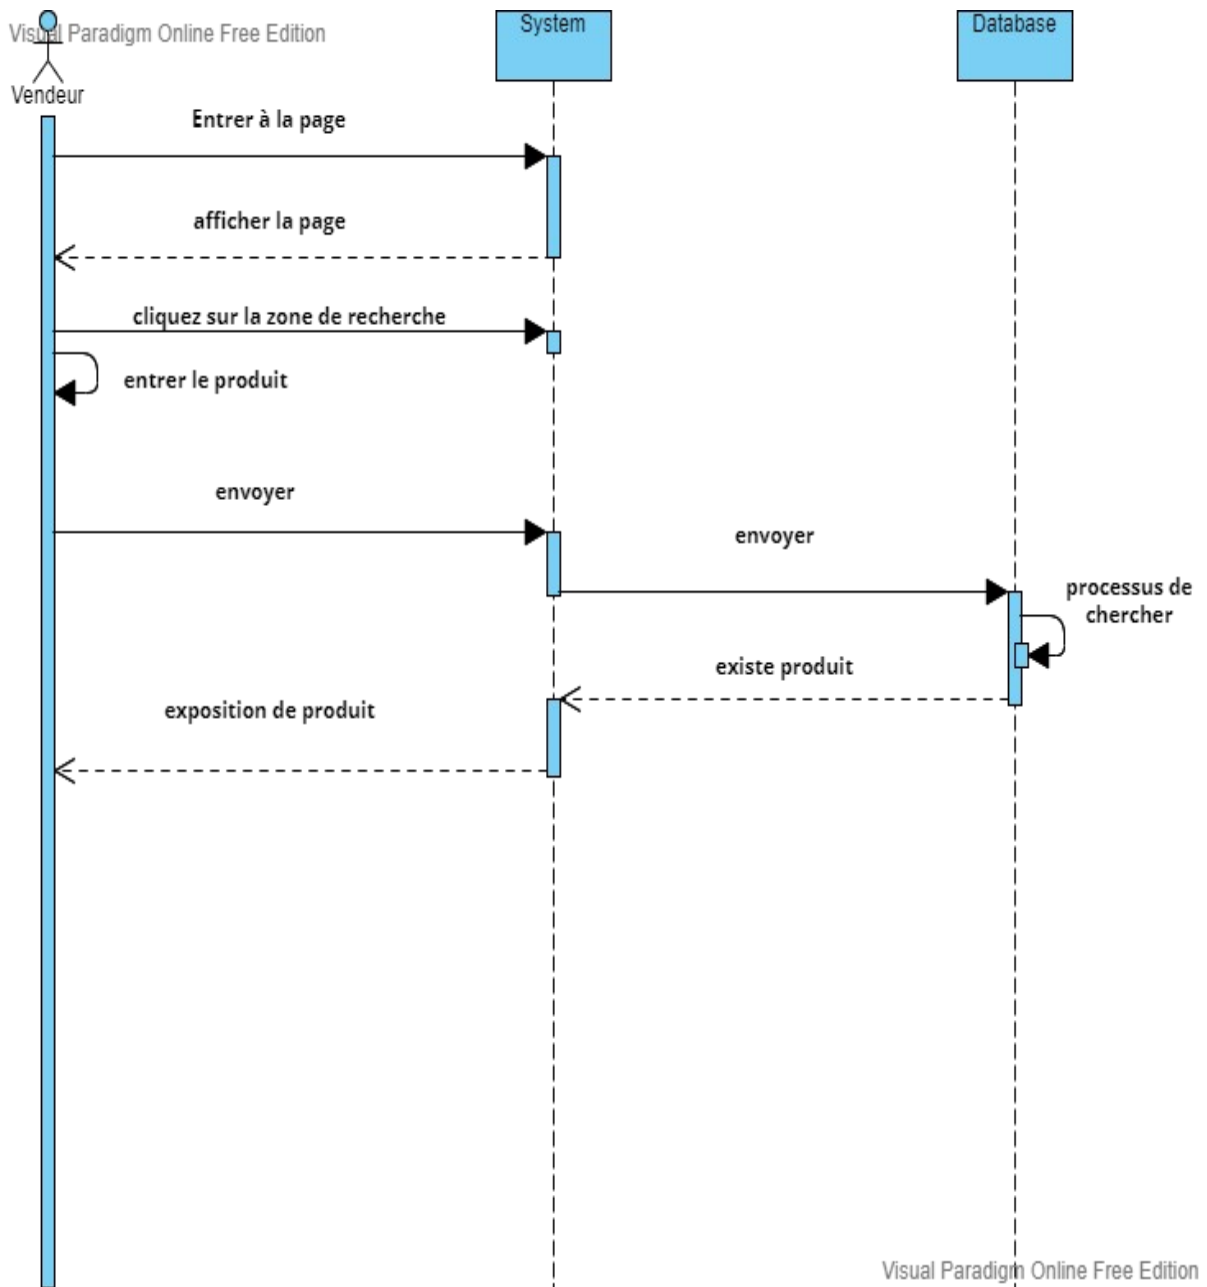 Visual Paradigm Online Free Edition
System
Database
Vendeur
Entrer à la page
afficher la page
cliquez sur la zone de recherche
entrer le produit
envoyer
envoyer
processus de
chercher
existe produit
exposition de produit
Visual Paradigm Online Free Edition